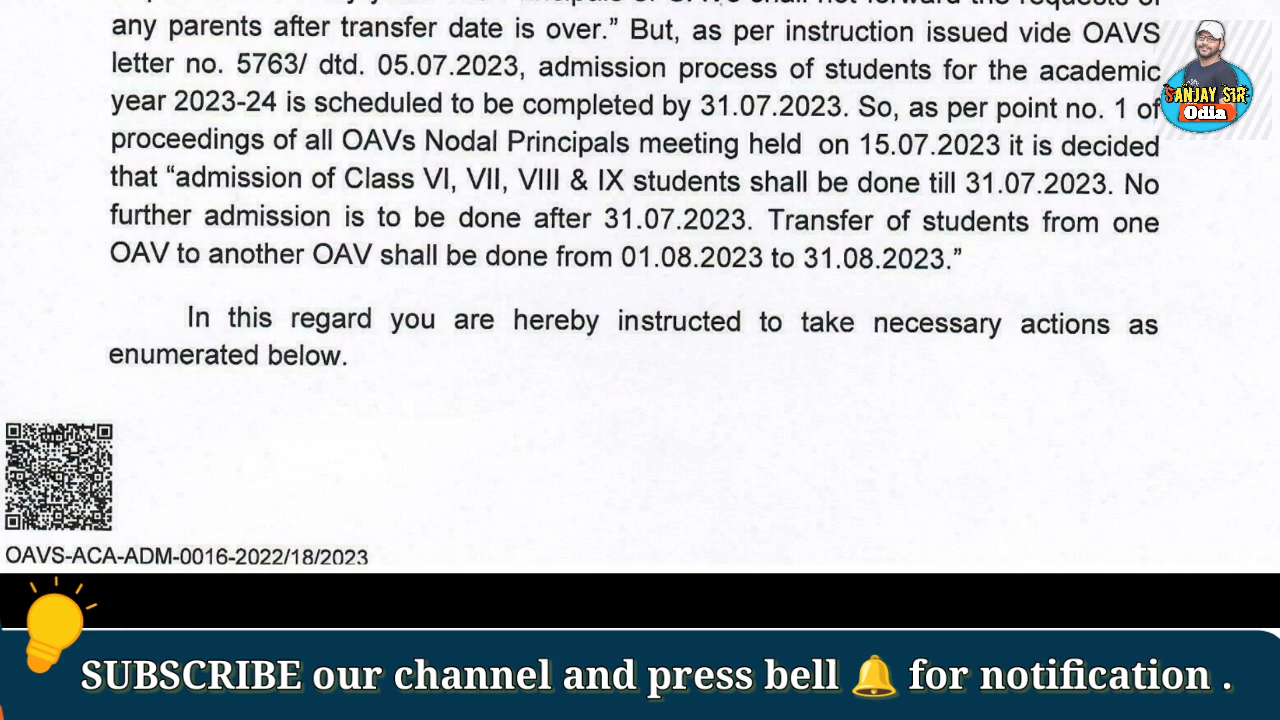 any parents after transfer date is over.” But, as per instruction issued vide OAVS
letter no. 5763/ dtd. 05.07.2023, admission process of students for the academic
year 2023-24 is scheduled to be completed by 31.07.2023. So, as per point no. 1 of
proceedings of all OAVs Nodal Principals meeting held on 15.07.2023 it is decided
that “admission of Class VI, VII, VIII & IX students shall be done till 31.07.2023. No
further admission is to be done after 31.07.2023. Transfer of students from one
OAV to another OAV shall be done from 01.08.2023 to 31.08.2023.”
In this regard you are hereby instructed to take necessary actions as
enumerated below.
OAVS-ACA-ADM-0016-2022/18/2023
SANJAY SIR
Odia
SUBSCRIBE our channel and press bell 🔔 for notification .